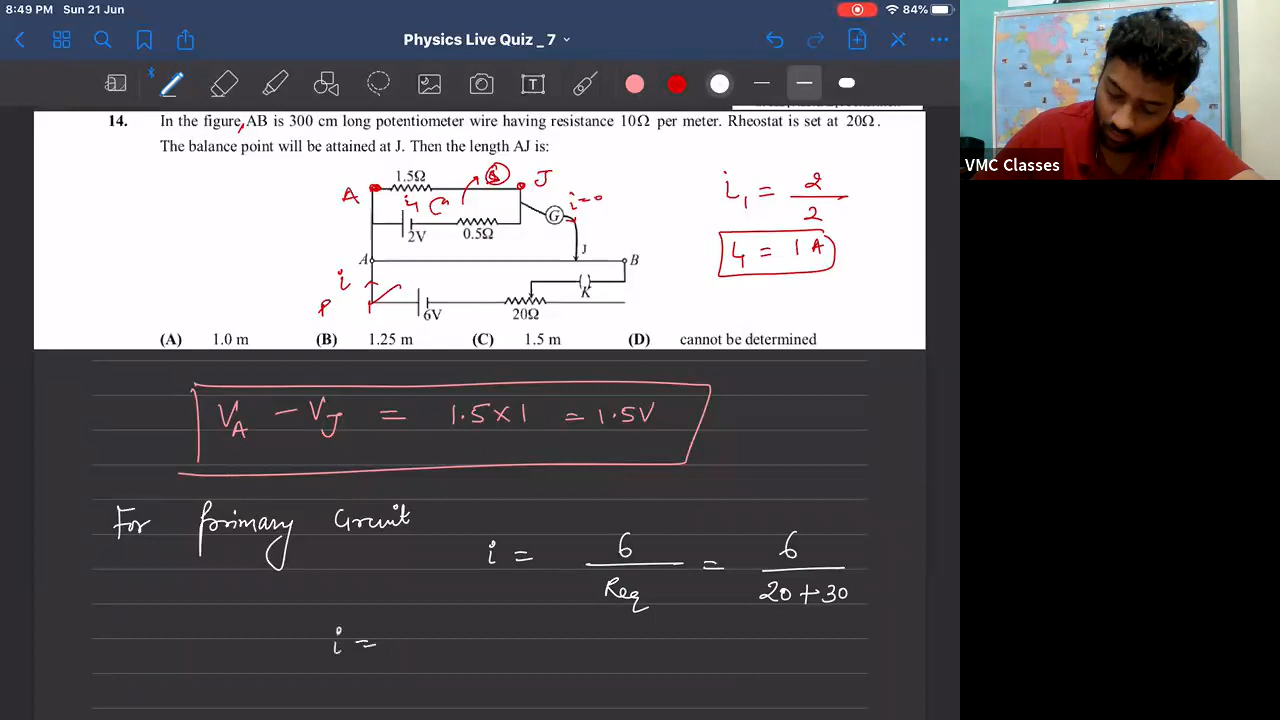 8:49 PM Sun 21 Jun
84%
Physics Live Quiz _ 7
14. In the figure, AB is 300 cm long potentiometer wire having resistance 10Ω per meter. Rheostat is set at 20Ω.
The balance point will be attained at J. Then the length AJ is:
1.5Ω
A
J
i₁
i=0
G
2V
0.5Ω
J
A
B
i
K
P
6V
20Ω
i₁ = 2/2
i₁ = 1 A
(A) 1.0 m (B) 1.25 m (C) 1.5 m (D) cannot be determined
V_A - V_J = 1.5×1 = 1.5V
For primary Circuit
i = 6/Req = 6/20+30
i =
VMC Classes